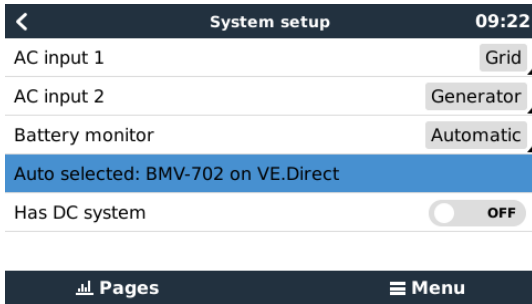 System setup 09:22
AC input 1 Grid
AC input 2 Generator
Battery monitor Automatic
Auto selected: BMV-702 on VE.Direct
Has DC system OFF
Pages Menu